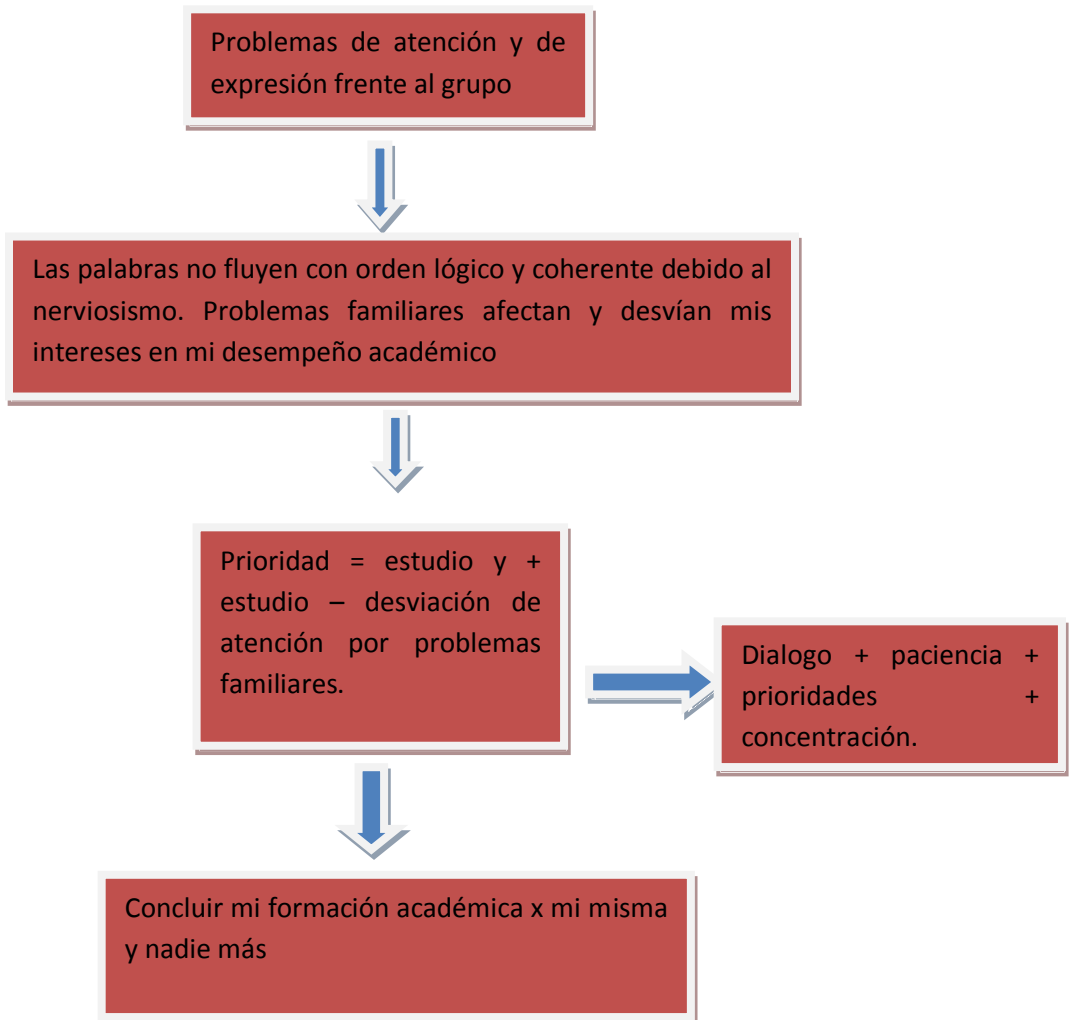 Problemas de atención y de
expresión frente al grupo
Las palabras no fluyen con orden lógico y coherente debido al
nerviosismo. Problemas familiares afectan y desvían mis
intereses en mi desempeño académico
Prioridad = estudio y +
estudio – desviación de
atención por problemas
familiares.
Dialogo + paciencia +
prioridades +
concentración.
Concluir mi formación académica x mi misma
y nadie más